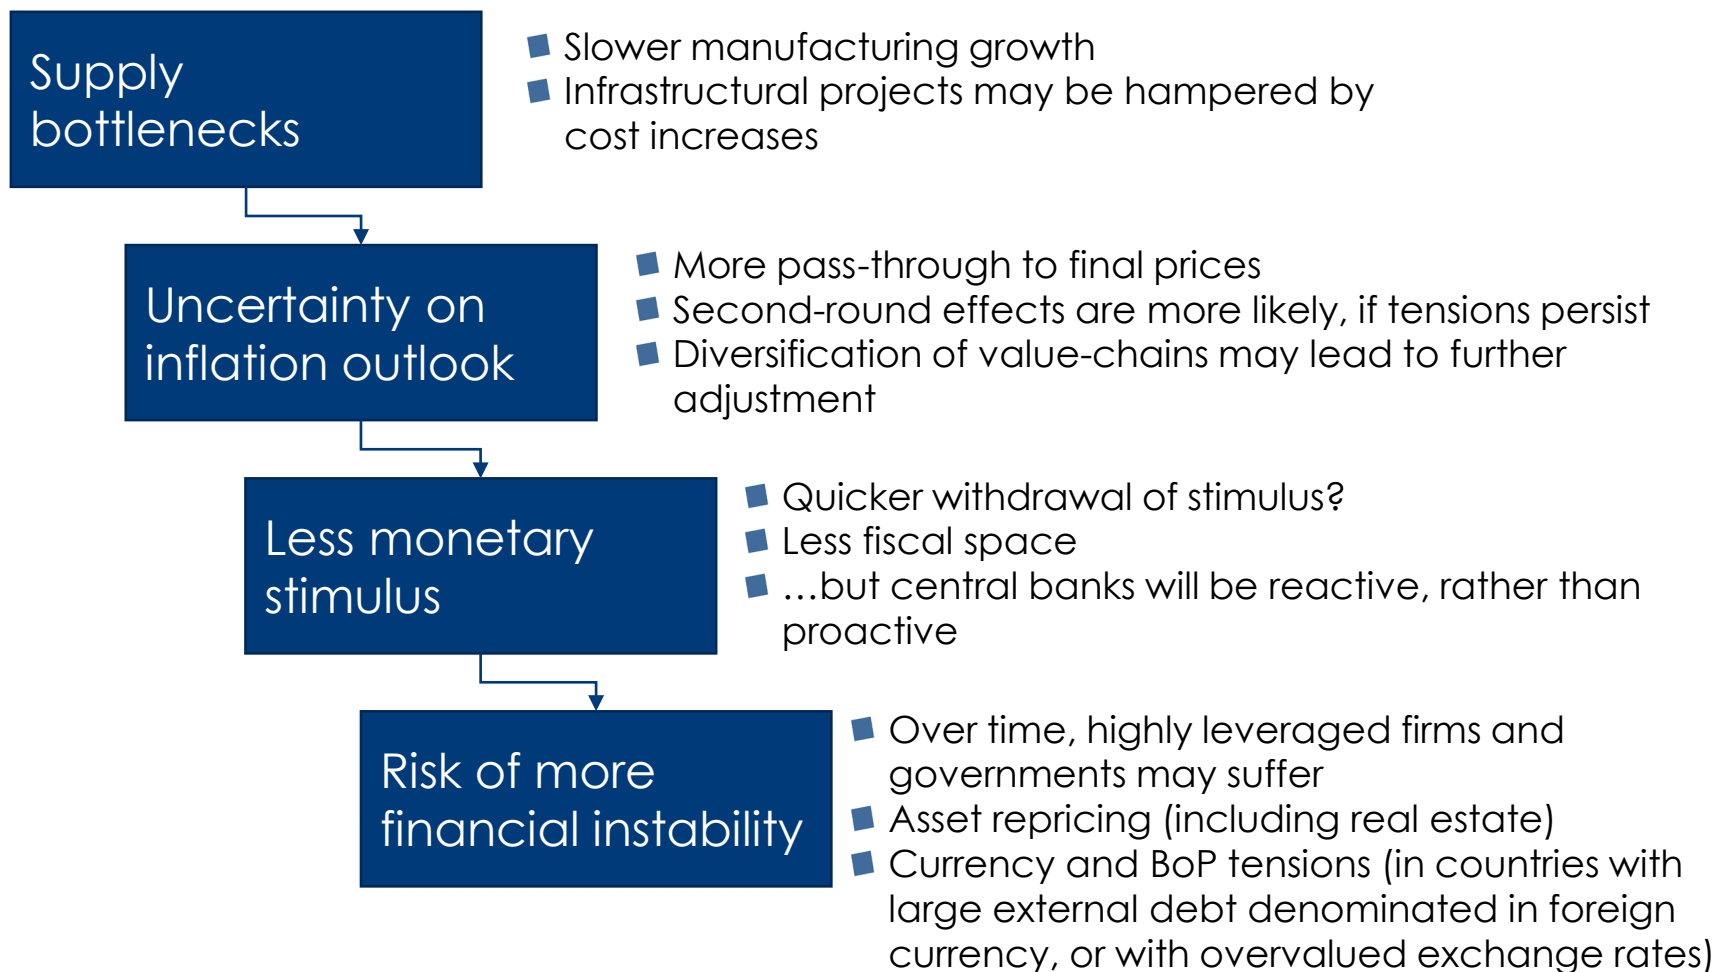 Supply
bottlenecks
Slower manufacturing growth
Infrastructural projects may be hampered by
cost increases
Uncertainty on
inflation outlook
More pass-through to final prices
Second-round effects are more likely, if tensions persist
Diversification of value-chains may lead to further
adjustment
Less monetary
stimulus
Quicker withdrawal of stimulus?
Less fiscal space
…but central banks will be reactive, rather than
proactive
Risk of more
financial instability
Over time, highly leveraged firms and
governments may suffer
Asset repricing (including real estate)
Currency and BoP tensions (in countries with
large external debt denominated in foreign
currency, or with overvalued exchange rates)